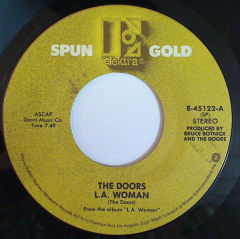 SPUN GOLD
elektra
E-45122-A
(SP)
STEREO
PRODUCED BY
BRUCE BOTNICK
AND THE DOORS
ASCAP
Doors Music Co.
Time 7:49
THE DOORS
L.A. WOMAN
(The Doors)
From the album "L.A. Woman"